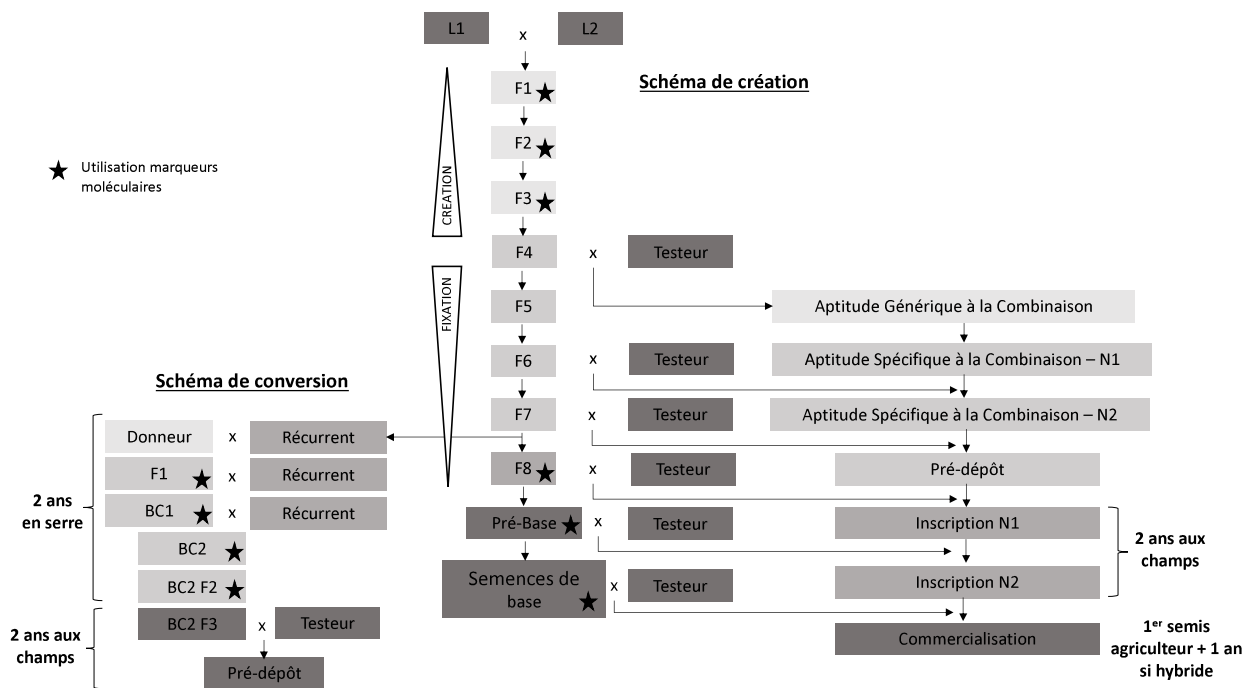 L1
x
L2
Schéma de création
F1
F2
F3
CREATION
Utilisation marqueurs
moléculaires
F4
x
Testeur
FIXATION
F5
Aptitude Générique à la Combinaison
F6
x
Testeur
Aptitude Spécifique à la Combinaison – N1
F7
x
Testeur
Aptitude Spécifique à la Combinaison – N2
F8
x
Testeur
Pré-dépôt
Pré-Base
x
Testeur
Inscription N1
Semences de
base
x
Testeur
Inscription N2
2 ans aux
champs
Commercialisation
1er semis
agriculteur + 1 an
si hybride
Schéma de conversion
Donneur
x
Récurrent
F1
x
Récurrent
BC1
x
Récurrent
BC2
BC2 F2
2 ans
en serre
BC2 F3
x
Testeur
Pré-dépôt
2 ans aux
champs